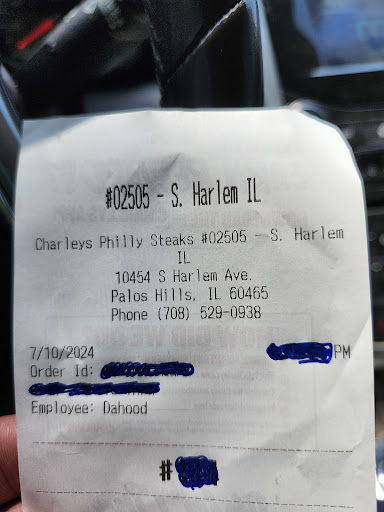 #02505 - S. Harlem IL
Charleys Philly Steaks #02505 - S. Harlem
IL
10454 S Harlem Ave.
Palos Hills, IL 60465
Phone (708) 529-0938
7/10/2024 PM
Order Id:
Employee: Dahood
#